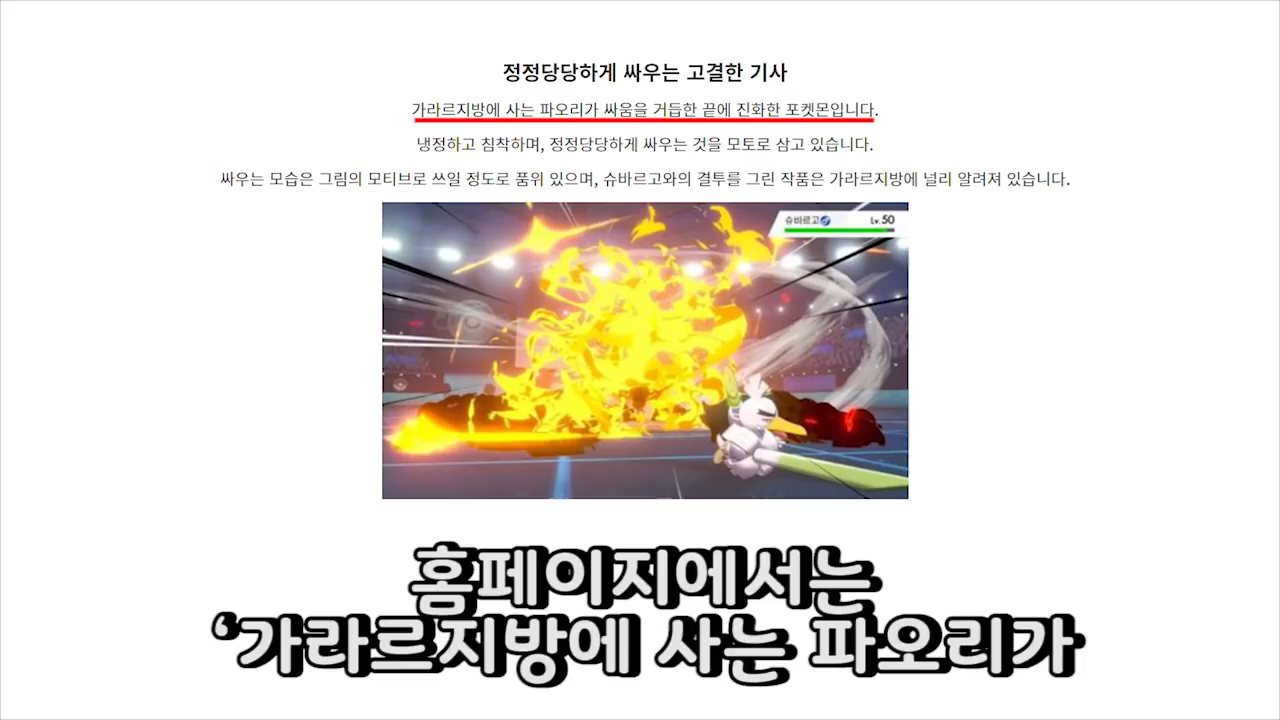 정정당당하게 싸우는 고결한 기사
가라르지방에 사는 파오리가 싸움을 거듭한 끝에 진화한 포켓몬입니다.
냉정하고 침착하며, 정정당당하게 싸우는 것을 모토로 삼고 있습니다.
싸우는 모습은 그림의 모티브로 쓰일 정도로 품위 있으며, 슈바르고와의 결투를 그린 작품은 가라르지방에 널리 알려져 있습니다.
슈바르고♂ Lv.50
홈페이지에서는
‘가라르지방에 사는 파오리가